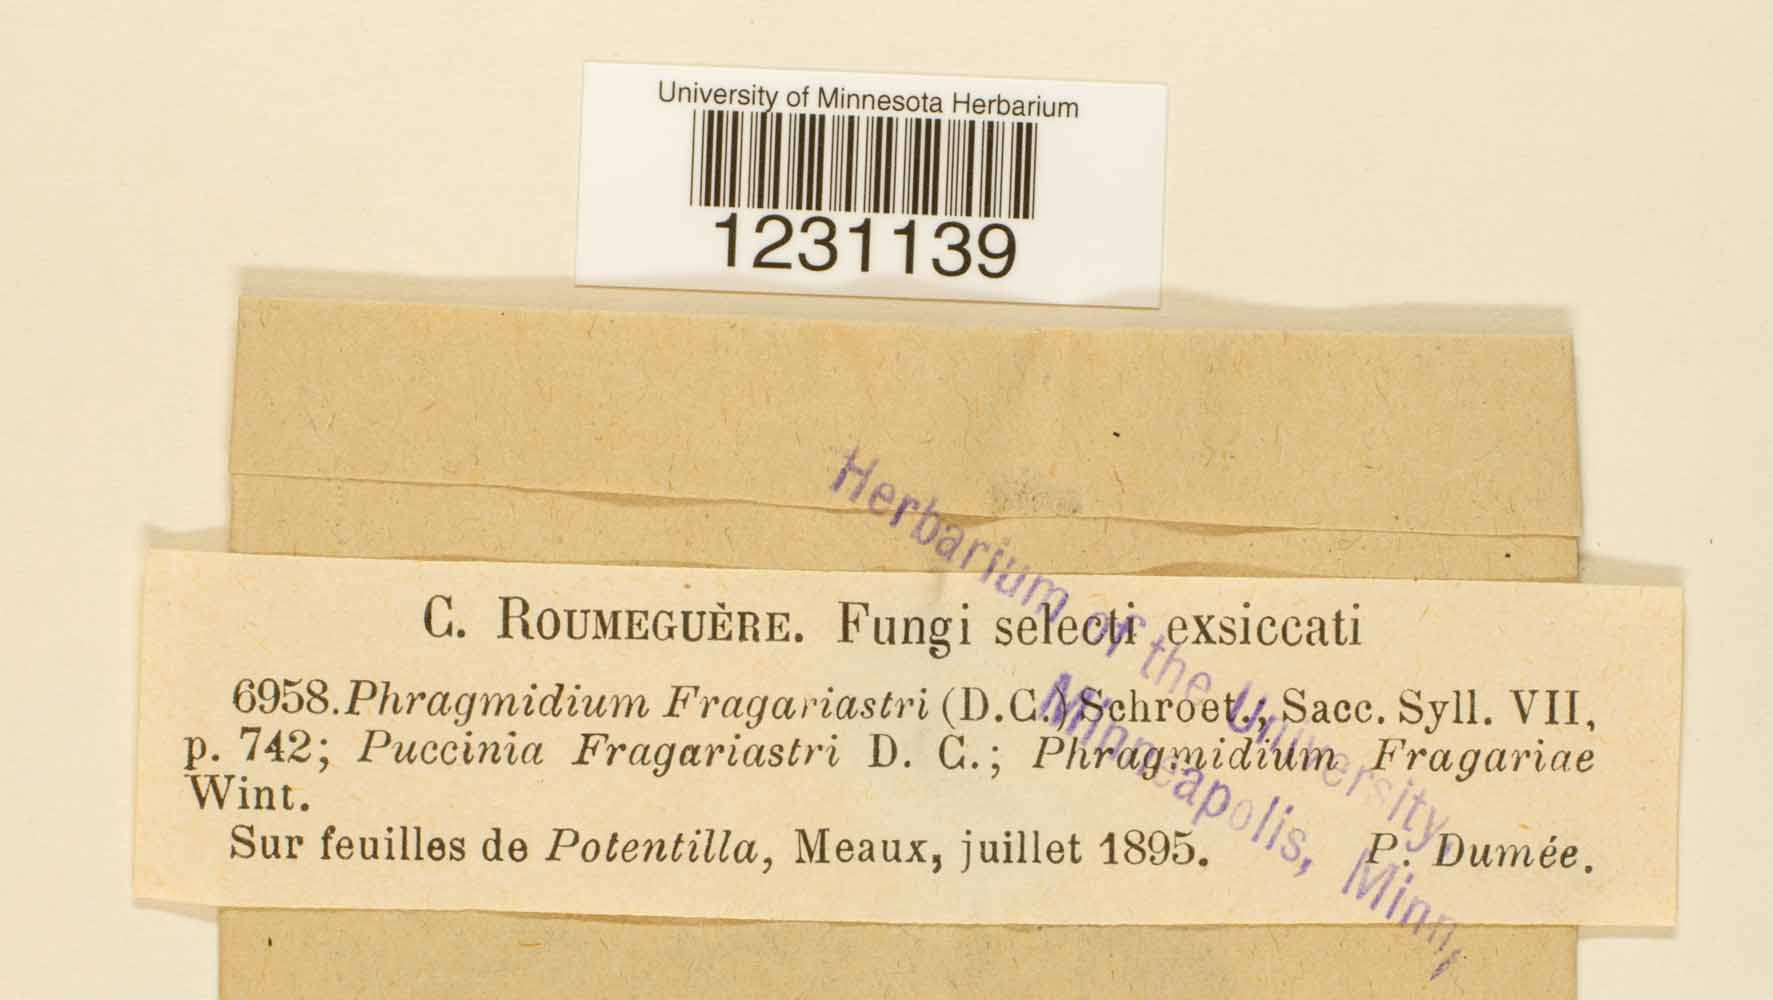 University of Minnesota Herbarium
1231139
C. ROUMEGUÈRE. Fungi selecti exsiccati
6958. Phragmidium Fragariastri (D.C.) Schroet., Sacc. Syll. VII,
p. 742; Puccinia Fragariastri D. C.; Phragmidium Fragariae
Wint.
Sur feuilles de Potentilla, Meaux, juillet 1895. P. Dumée.
Herbarium of the University,
Minneapolis, Minn,